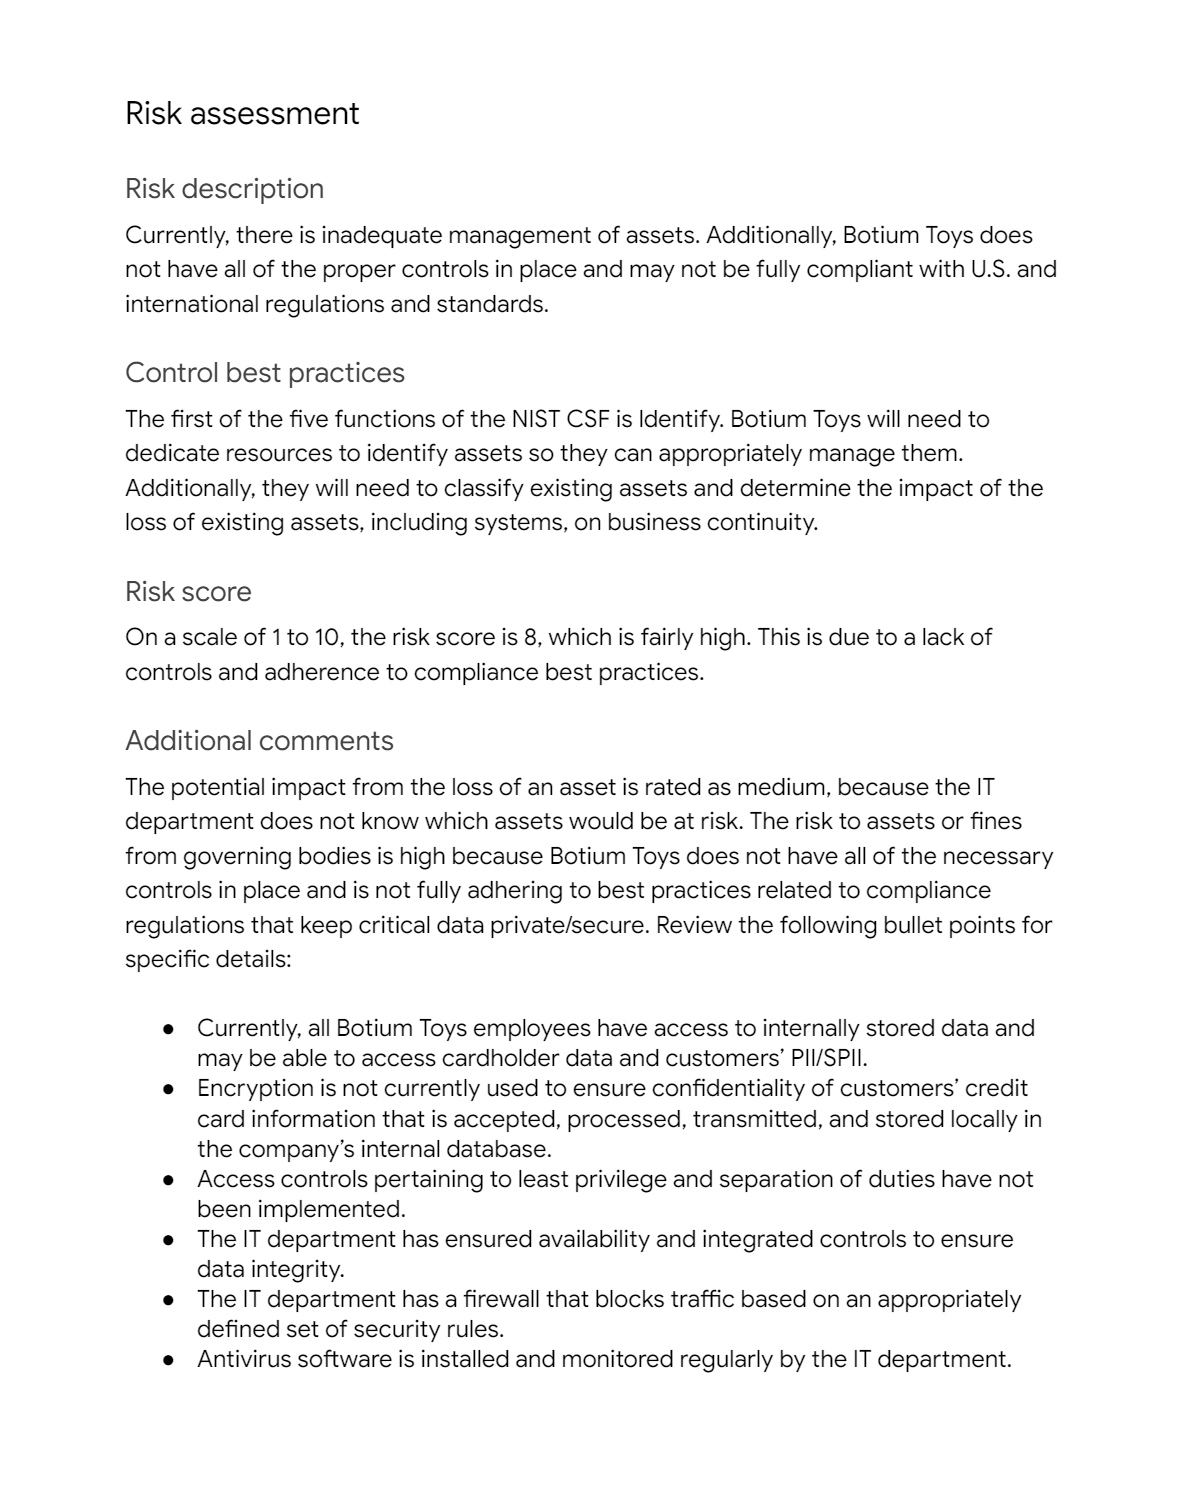 Risk assessment
Risk description
Currently, there is inadequate management of assets. Additionally, Botium Toys does
not have all of the proper controls in place and may not be fully compliant with U.S. and
international regulations and standards.
Control best practices
The first of the five functions of the NIST CSF is Identify. Botium Toys will need to
dedicate resources to identify assets so they can appropriately manage them.
Additionally, they will need to classify existing assets and determine the impact of the
loss of existing assets, including systems, on business continuity.
Risk score
On a scale of 1 to 10, the risk score is 8, which is fairly high. This is due to a lack of
controls and adherence to compliance best practices.
Additional comments
The potential impact from the loss of an asset is rated as medium, because the IT
department does not know which assets would be at risk. The risk to assets or fines
from governing bodies is high because Botium Toys does not have all of the necessary
controls in place and is not fully adhering to best practices related to compliance
regulations that keep critical data private/secure. Review the following bullet points for
specific details:
● Currently, all Botium Toys employees have access to internally stored data and
may be able to access cardholder data and customers’ PII/SPII.
● Encryption is not currently used to ensure confidentiality of customers’ credit
card information that is accepted, processed, transmitted, and stored locally in
the company’s internal database.
● Access controls pertaining to least privilege and separation of duties have not
been implemented.
● The IT department has ensured availability and integrated controls to ensure
data integrity.
● The IT department has a firewall that blocks traffic based on an appropriately
defined set of security rules.
● Antivirus software is installed and monitored regularly by the IT department.